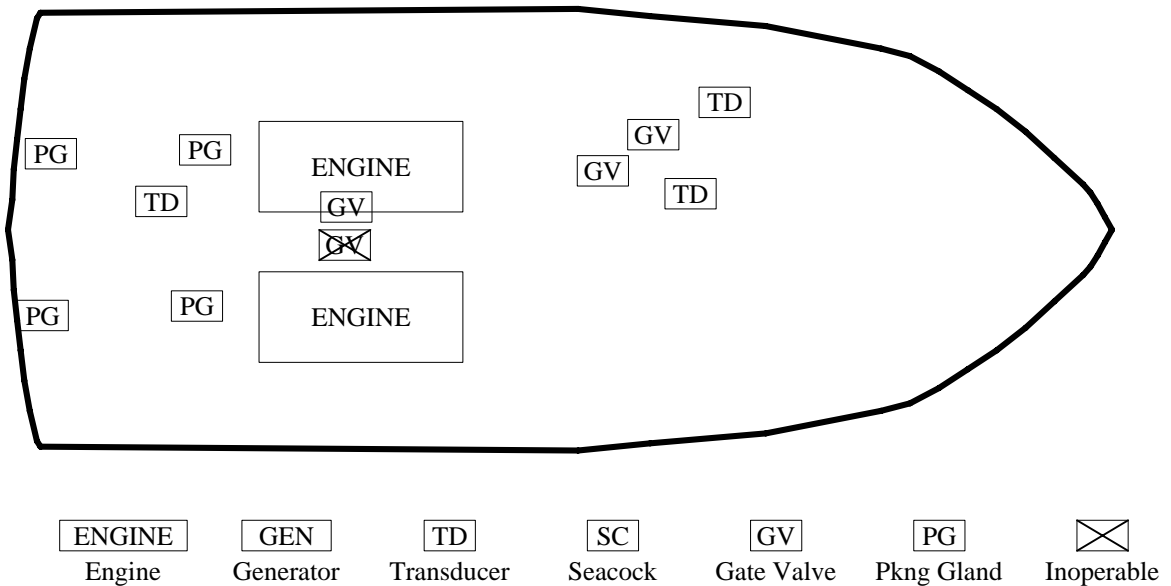 TD
GV
PG
PG
ENGINE
GV
TD
TD
GV
GV
PG
PG
ENGINE
ENGINE GEN TD SC GV PG
Engine Generator Transducer Seacock Gate Valve Pkng Gland Inoperable